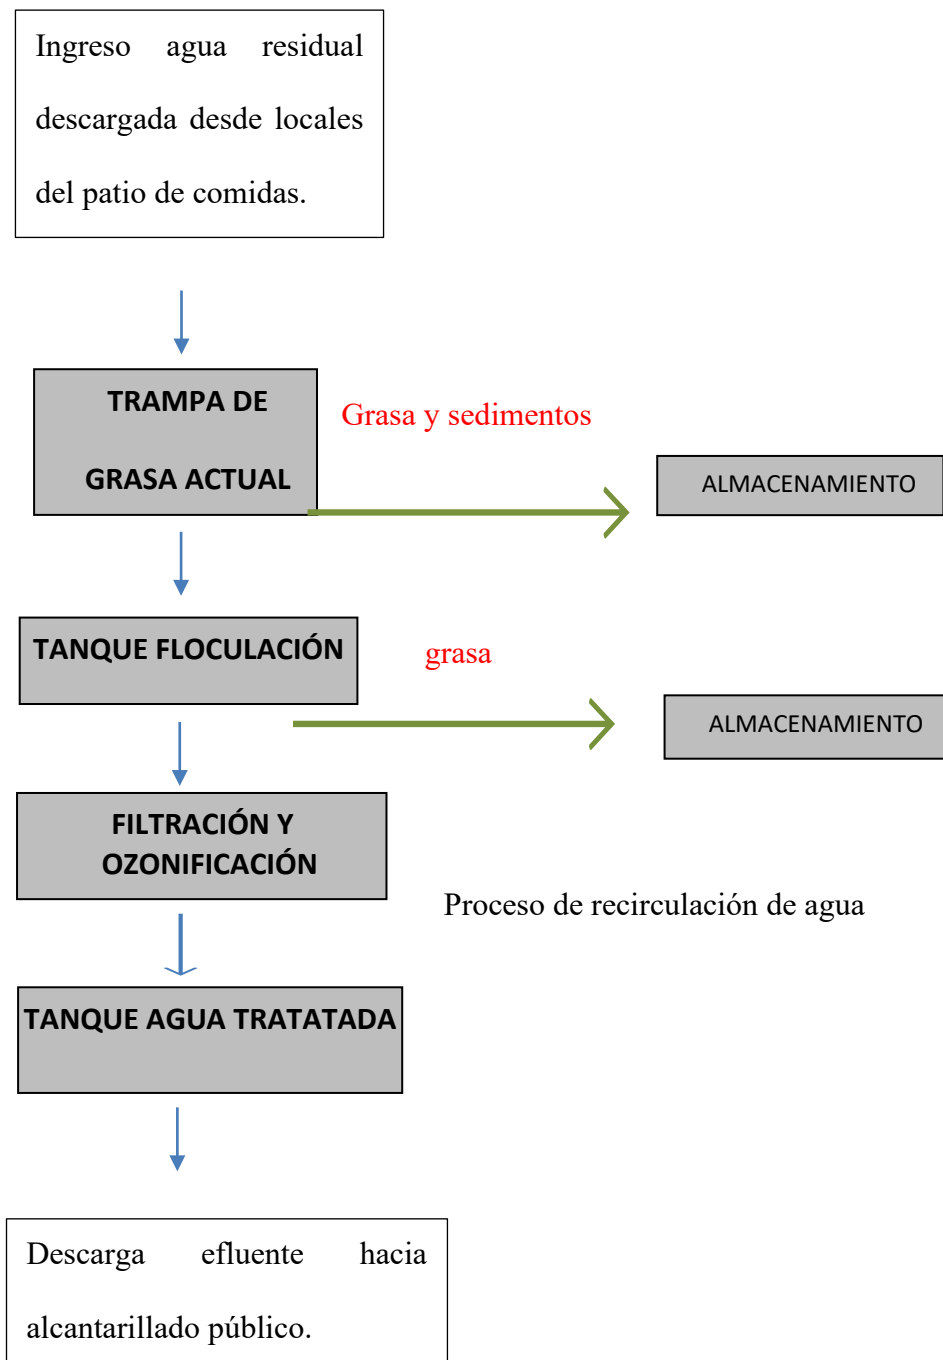 Ingreso agua residual
descargada desde locales
del patio de comidas.
TRAMPA DE
GRASA ACTUAL
Grasa y sedimentos
ALMACENAMIENTO
TANQUE FLOCULACIÓN
grasa
ALMACENAMIENTO
FILTRACIÓN Y
OZONIFICACIÓN
Proceso de recirculación de agua
TANQUE AGUA TRATATADA
Descarga efluente hacia
alcantarillado público.